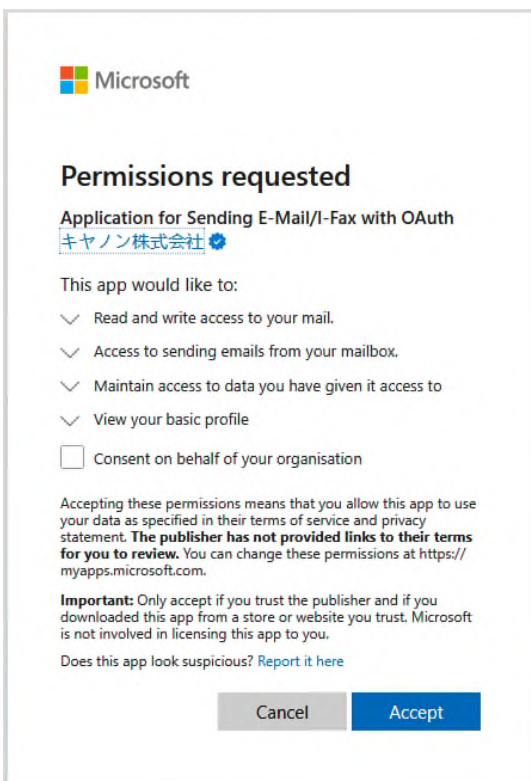 Microsoft
Permissions requested
Application for Sending E-Mail/I-Fax with OAuth
キヤノン株式会社
This app would like to:
Read and write access to your mail.
Access to sending emails from your mailbox.
Maintain access to data you have given it access to
View your basic profile
Consent on behalf of your organisation
Accepting these permissions means that you allow this app to use
your data as specified in their terms of service and privacy
statement. The publisher has not provided links to their terms
for you to review. You can change these permissions at https://
myapps.microsoft.com.
Important: Only accept if you trust the publisher and if you
downloaded this app from a store or website you trust. Microsoft
is not involved in licensing this app to you.
Does this app look suspicious? Report it here
Cancel Accept